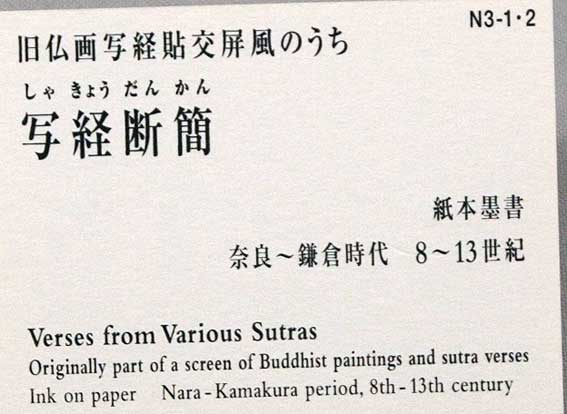 N3-1・2
旧仏画写経貼交屏風のうち
しゃ きょう だん かん
写経断簡
紙本墨書
奈良～鎌倉時代　8～13世紀
Verses from Various Sutras
Originally part of a screen of Buddhist paintings and sutra verses
Ink on paper　Nara - Kamakura period, 8th - 13th century